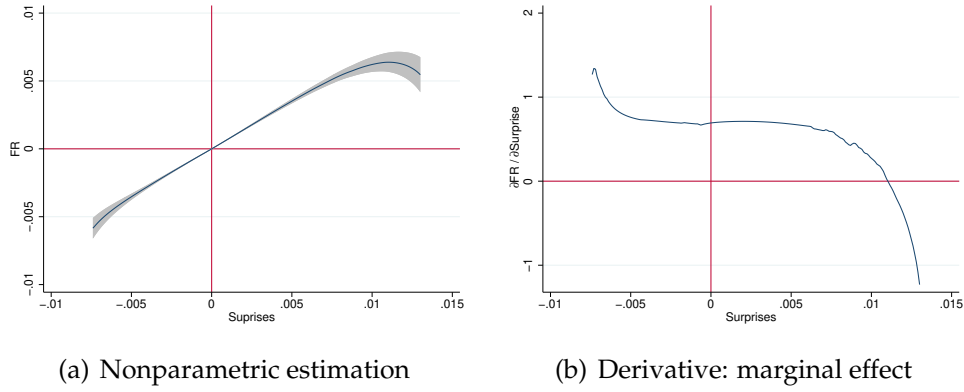 .01
.005
0
-.005
-.01
FR
-.01 -.005 0 .005 .01 .015
Suprises
(a) Nonparametric estimation
2
1
0
-1
∂FR / ∂Surprise
-.01 -.005 0 .005 .01 .015
Surprises
(b) Derivative: marginal effect